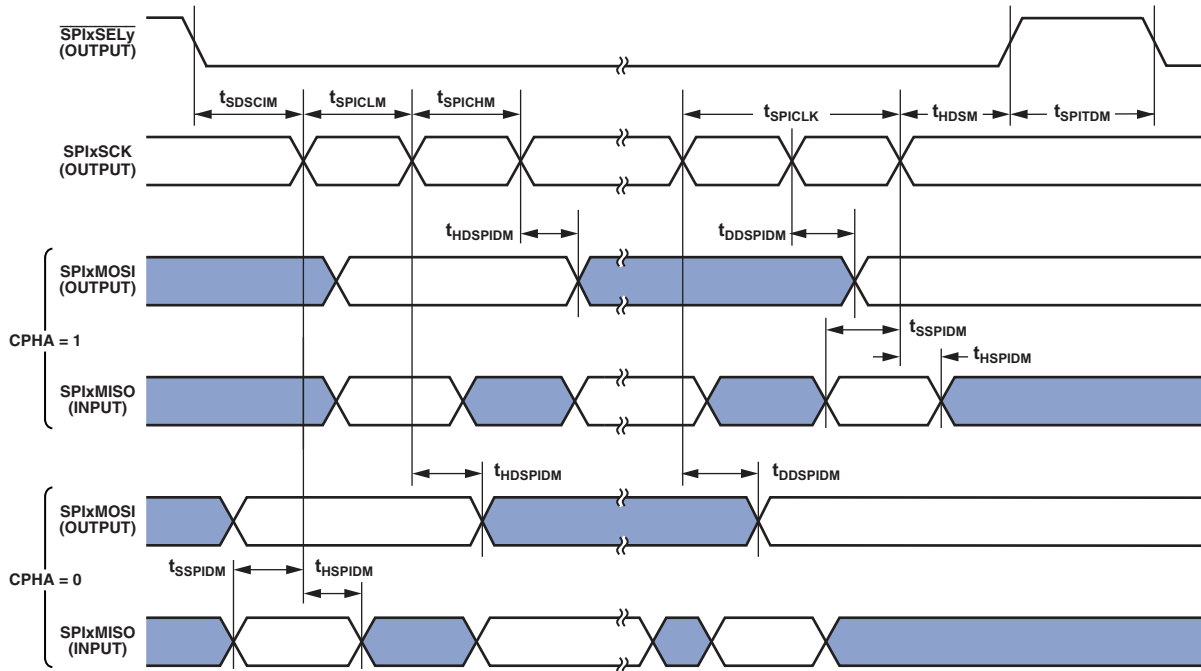 SPIxSELy
(OUTPUT)
tSDSCIM
tSPICLM
tSPICHM
tSPICLK
tHDSM
tSPITDM
SPIxSCK
(OUTPUT)
tHDSPIDM
tDDSPIDM
SPIxMOSI
(OUTPUT)
CPHA = 1
tSSPIDM
tHSPIDM
SPIxMISO
(INPUT)
tHDSPIDM
tDDSPIDM
SPIxMOSI
(OUTPUT)
CPHA = 0
tSSPIDM
tHSPIDM
SPIxMISO
(INPUT)